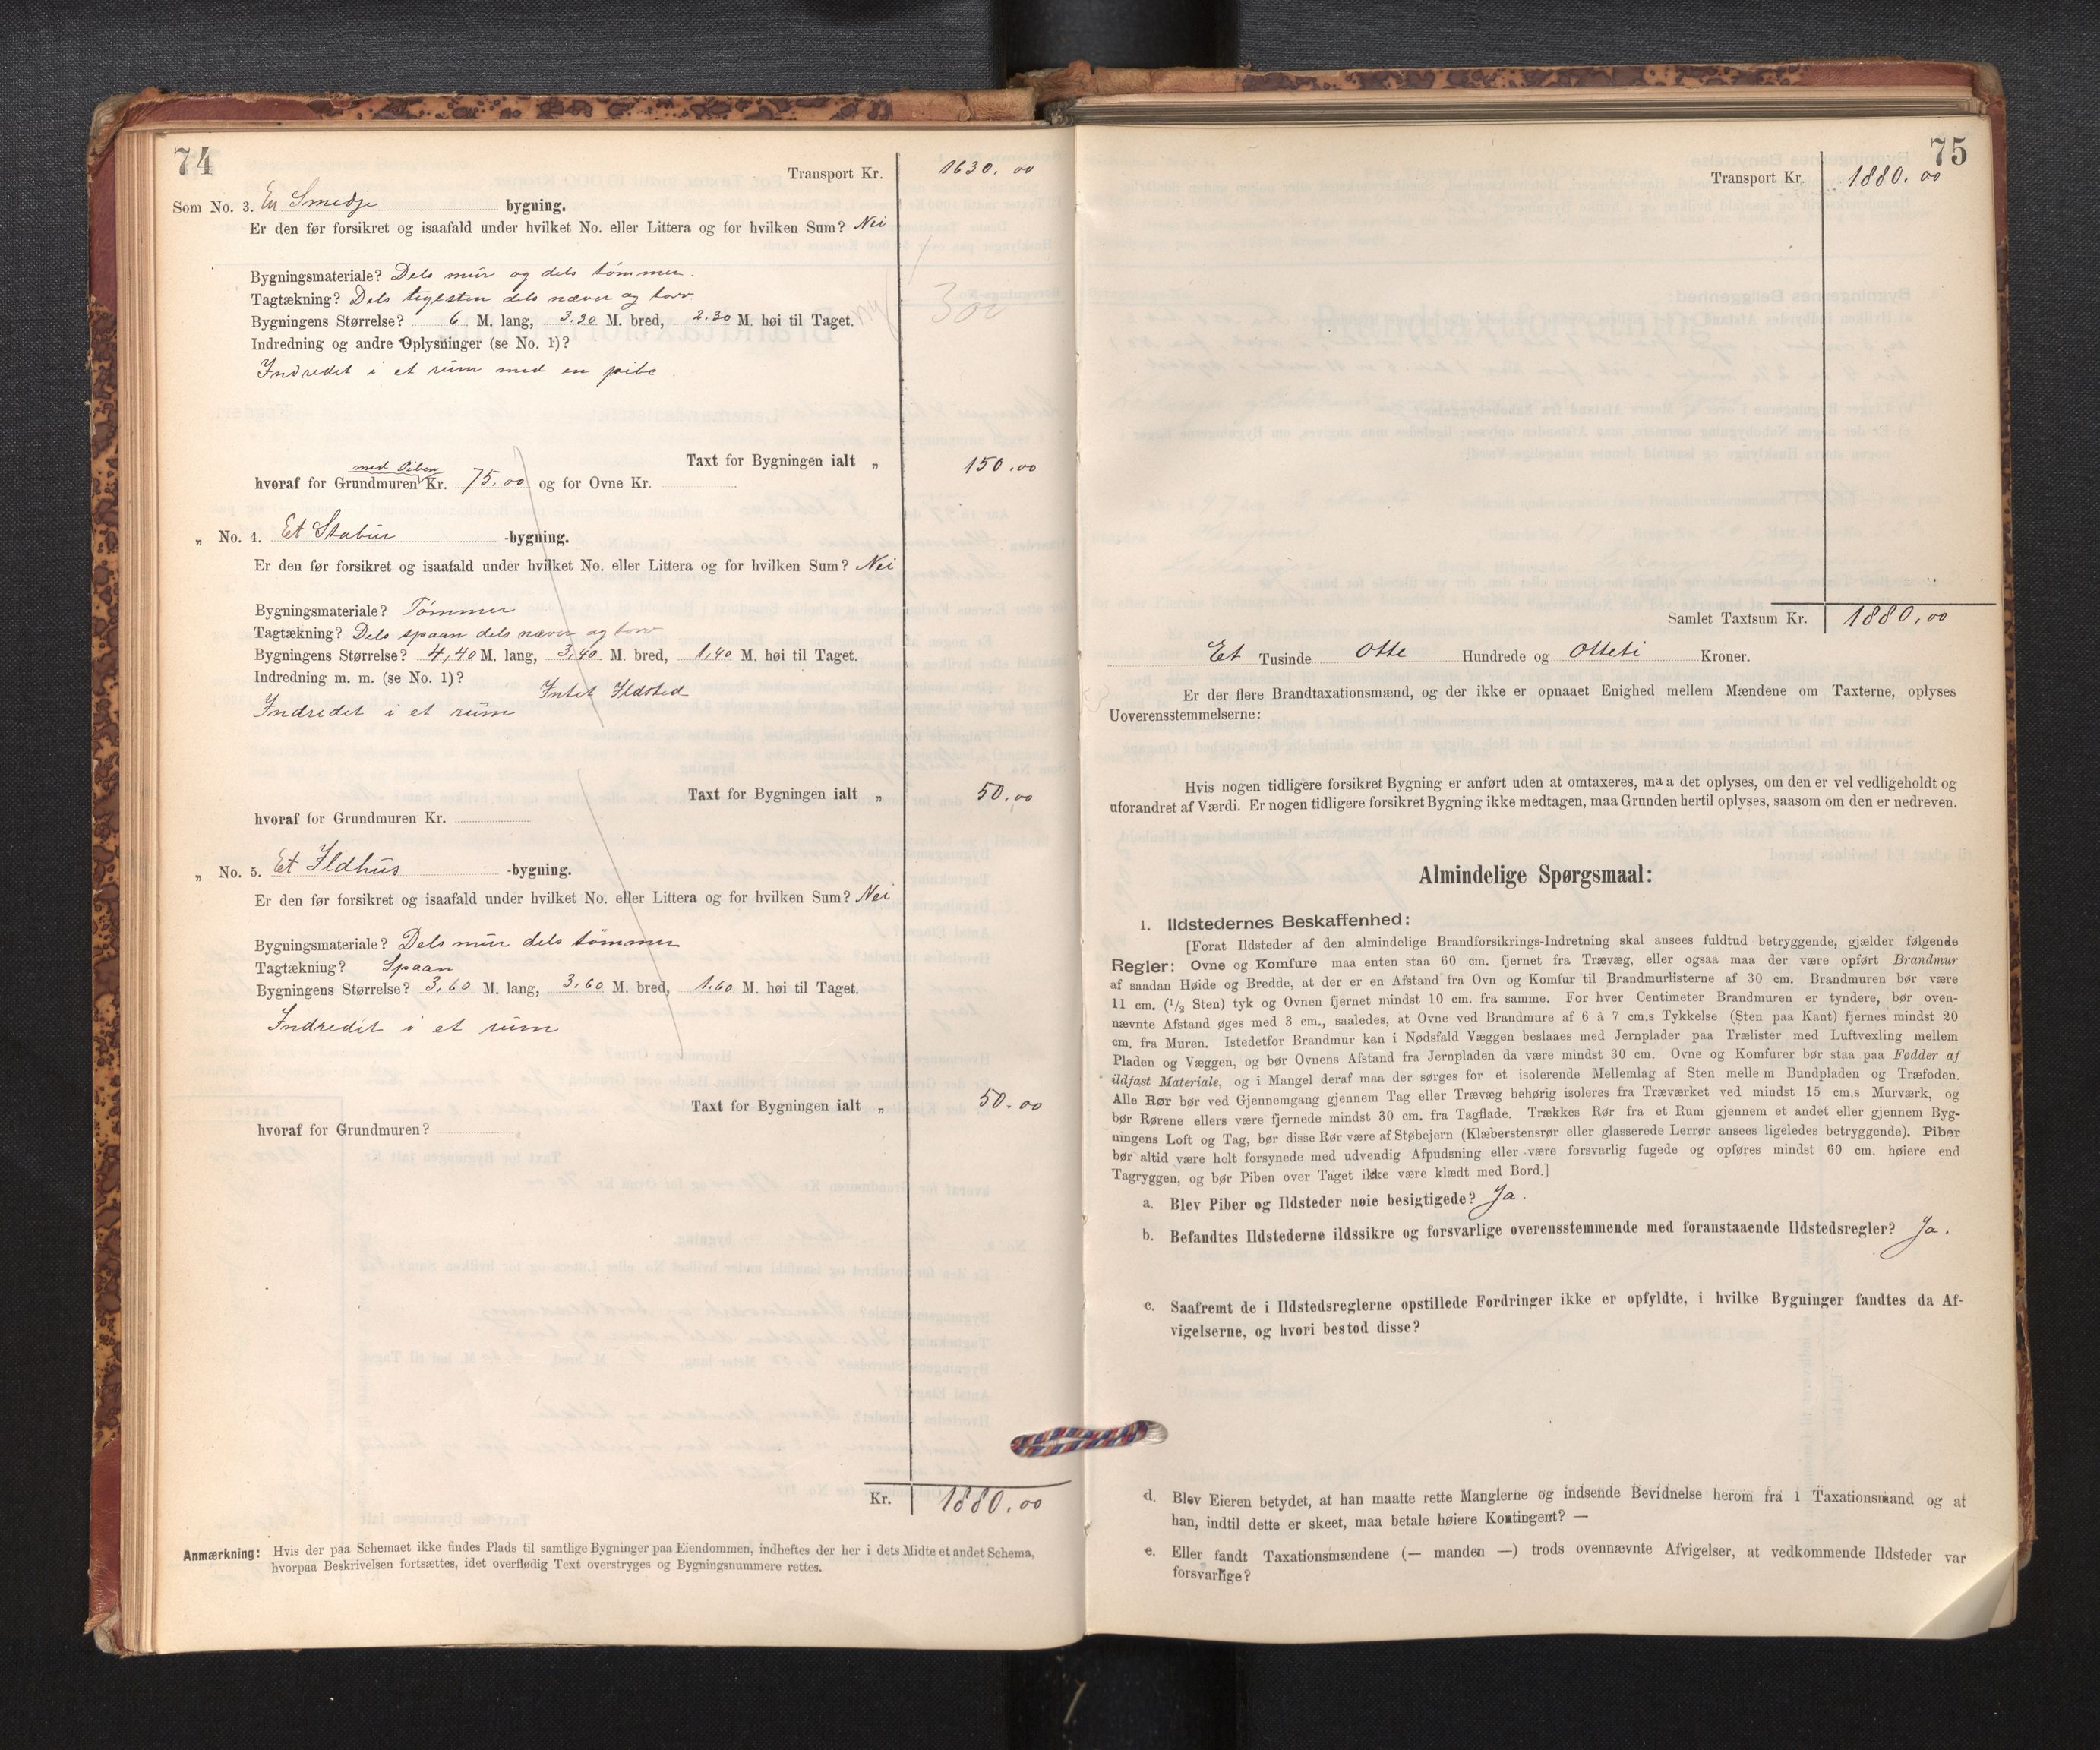 74
Transport Kr. 1630.00
Som No. 3. En Smedje bygning.
Er den før forsikret og isaafald under hvilket No. eller Littera og for hvilken Sum? Nei
Bygningsmateriale? Dels mur og dels tømmer.
Tagtækning? Dels teglsten dels næver og torv.
Bygningens Størrelse? 6 M. lang, 3.30 M. bred, 2.30 M. høi til Taget.
300
Indredning og andre Oplysninger (se No. 1)?
Indredet i et rum med en pibe.
Taxt for Bygningen ialt „ 150.00
med Piben
hvoraf for Grundmuren Kr. 75.00 og for Ovne Kr.
„ No. 4. Et Stabur -bygning.
Er den før forsikret og isaafald under hvilket No. eller Littera og for hvilken Sum? Nei
Bygningsmateriale? Tømmer
Tagtækning? Dels spaan dels næver og torv
Bygningens Størrelse? 4,40 M. lang, 3,40 M. bred, 1,40 M. høi til Taget.
Indredning m. m. (se No. 1)?
Intet Ildsted
Indredet i et rum
Taxt for Bygningen ialt „ 50.00
hvoraf for Grundmuren Kr.
„ No. 5. Et Ildhus -bygning.
Er den før forsikret og isaafald under hvilket No. eller Littera og for hvilken Sum? Nei
Bygningsmateriale? Dels mur dels tømmer
Tagtækning? Spaan
Bygningens Størrelse? 3,60 M. lang, 3,60 M. bred, 1.60 M. høi til Taget.
Indredet i et rum
Taxt for Bygningen ialt „ 50.00
hvoraf for Grundmuren?
Kr. 1880.00
Anmærkning: Hvis der paa Schemaet ikke findes Plads til samtlige Bygninger paa Eiendommen, indheftes der her i dets Midte et andet Schema,
hvorpaa Beskrivelsen fortsættes, idet overflødig Text overstryges og Bygningsnummere rettes.
75
Transport Kr. 1880.00
Samlet Taxtsum Kr. 1880,00
Et Tusinde Otte Hundrede og Otteti Kroner.
Er der flere Brandtaxationsmænd, og der ikke er opnaaet Enighed mellem Mændene om Taxterne, oplyses
Uoverensstemmelserne:
Hvis nogen tidligere forsikret Bygning er anført uden at omtaxeres, maa det oplyses, om den er vel vedligeholdt og
uforandret af Værdi. Er nogen tidligere forsikret Bygning ikke medtagen, maa Grunden hertil oplyses, saasom om den er nedreven.
Almindelige Spørgsmaal:
1. Ildstedernes Beskaffenhed:
[Forat Ildsteder af den almindelige Brandforsikrings-Indretning skal ansees fuldtud betryggende, gjælder følgende
Regler: Ovne og Komfure maa enten staa 60 cm. fjernet fra Trævæg, eller ogsaa maa der være opført Brandmur
af saadan Høide og Bredde, at der er en Afstand fra Ovn og Komfur til Brandmurlisterne af 30 cm. Brandmuren bør være
11 cm. (1/2 Sten) tyk og Ovnen fjernet mindst 10 cm. fra samme. For hver Centimeter Brandmuren er tyndere, bør oven-
nævnte Afstand øges med 3 cm., saaledes, at Ovne ved Brandmure af 6 à 7 cm.s Tykkelse (Sten paa Kant) fjernes mindst 20
cm. fra Muren. Istedetfor Brandmur kan i Nødsfald Væggen beslaaes med Jernplader paa Trælister med Luftvexling mellem
Pladen og Væggen, og bør Ovnens Afstand fra Jernpladen da være mindst 30 cm. Ovne og Komfurer bør staa paa Fødder af
ildfast Materiale, og i Mangel deraf maa der sørges for et isolerende Mellemlag af Sten mellem Bundpladen og Træfoden.
Alle Rør bør ved Gjennemgang gjennem Tag eller Trævæg behørig isoleres fra Træværket ved mindst 15 cm.s Murværk, og
bør Rørene ellers være fjernede mindst 30 cm. fra Tagflade. Trækkes Rør fra et Rum gjennem et andet eller gjennem Byg-
ningens Loft og Tag, bør disse Rør være af Støbejern (Klæberstensrør eller glasserede Lerrør ansees ligeledes betryggende). Piber
bør altid være holt forsynede med udvendig Afpudsning eller være forsvarlig fugede og opføres mindst 60 cm. høiere end
Tagryggen, og bør Piben over Taget ikke være klædt med Bord.]
a. Blev Piber og Ildsteder nøie besigtigede? Ja.
b. Befandtes Ildstederne ildssikre og forsvarlige overensstemmende med foranstaaende Ildstedsregler? Ja.
c. Saafremt de i Ildstedsreglerne opstillede Fordringer ikke er opfyldte, i hvilke Bygninger fandtes da Af-
vigelserne, og hvori bestod disse?
d. Blev Eieren betydet, at han maatte rette Manglerne og indsende Bevidnelse herom fra 1 Taxationsmand og at
han, indtil dette er skeet, maa betale høiere Kontingent? —
e. Eller fandt Taxationsmændene (— manden —) trods ovennævnte Afvigelser, at vedkommende Ildsteder var
forsvarlige?